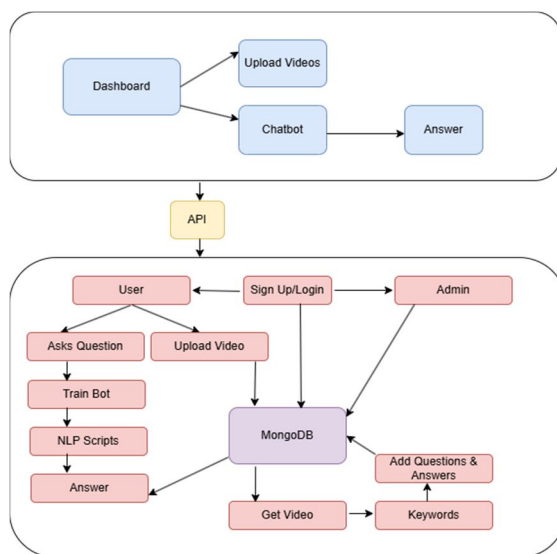 Upload Videos
Dashboard
Chatbot
Answer
API
User
Sign Up/Login
Admin
Asks Question
Upload Video
Train Bot
MongoDB
NLP Scripts
Add Questions &
Answers
Answer
Get Video
Keywords